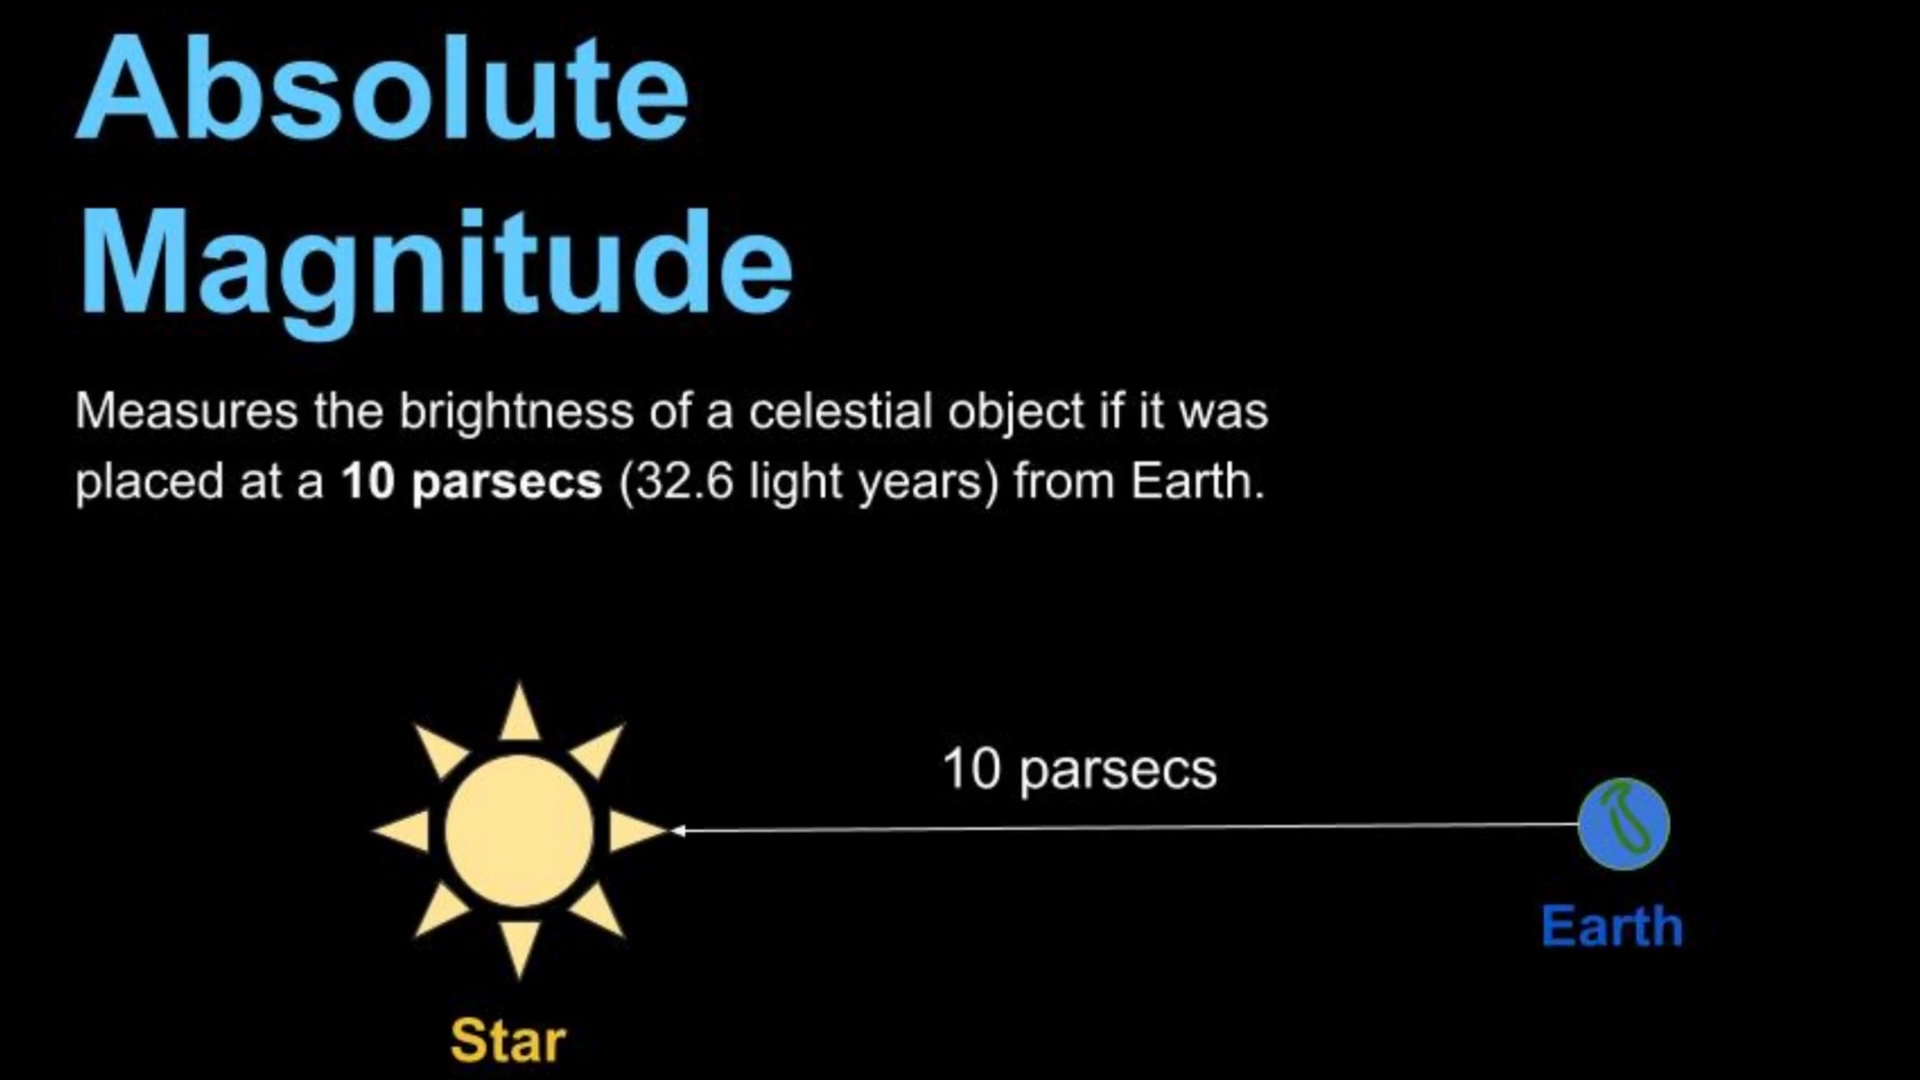 Absolute
Magnitude
Measures the brightness of a celestial object if it was
placed at a 10 parsecs (32.6 light years) from Earth.
10 parsecs
Earth
Star